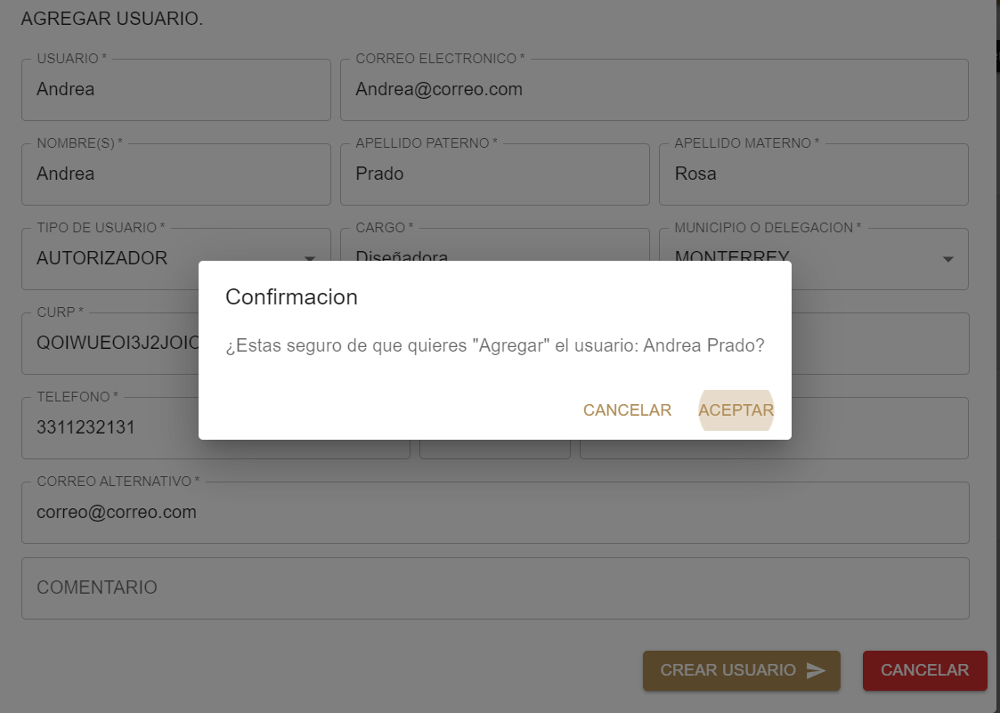 AGREGAR USUARIO.
USUARIO *
CORREO ELECTRONICO *
Andrea
Andrea@correo.com
NOMBRE(S) *
APELLIDO PATERNO *
APELLIDO MATERNO *
Andrea
Prado
Rosa
TIPO DE USUARIO *
CARGO *
MUNICIPIO O DELEGACION *
AUTORIZADOR
Diseñadora
MONTERREY
Confirmacion
CURP *
¿Estas seguro de que quieres "Agregar" el usuario: Andrea Prado?
TELEFONO *
CANCELAR
ACEPTAR
3311232131
CORREO ALTERNATIVO *
correo@correo.com
COMENTARIO
CREAR USUARIO
CANCELAR